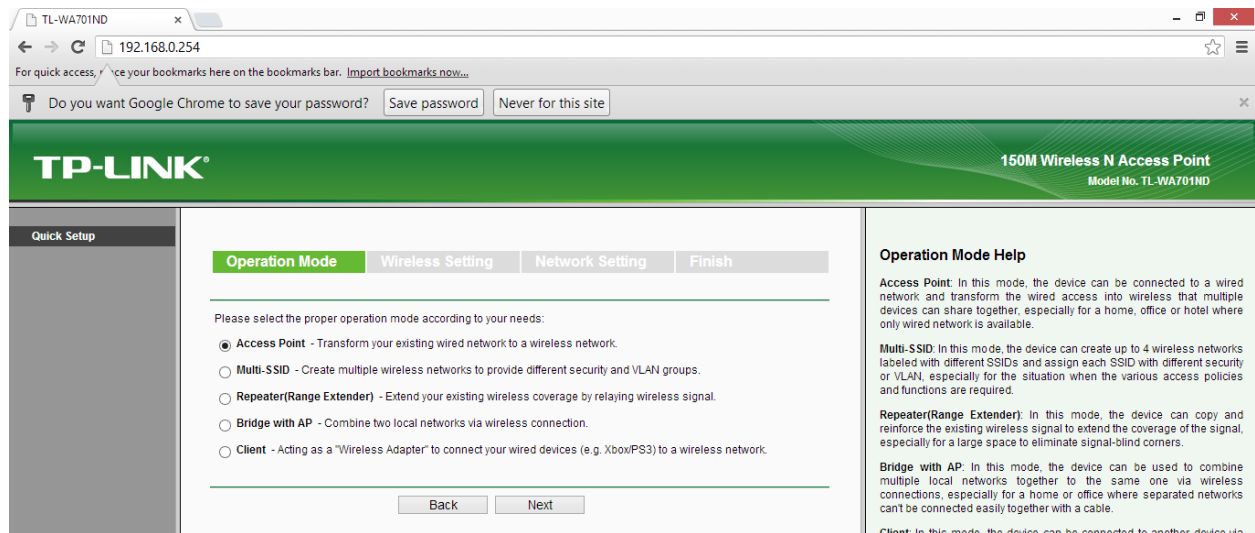 TL-WA701ND
192.168.0.254
For quick access, place your bookmarks here on the bookmarks bar. Import bookmarks now...
Do you want Google Chrome to save your password? Save password Never for this site
TP-LINK®
150M Wireless N Access Point
Model No. TL-WA701ND
Quick Setup
Operation Mode Wireless Setting Network Setting Finish
Please select the proper operation mode according to your needs:
Access Point - Transform your existing wired network to a wireless network.
Multi-SSID - Create multiple wireless networks to provide different security and VLAN groups.
Repeater(Range Extender) - Extend your existing wireless coverage by relaying wireless signal.
Bridge with AP - Combine two local networks via wireless connection.
Client - Acting as a "Wireless Adapter" to connect your wired devices (e.g. Xbox/PS3) to a wireless network.
Back Next
Operation Mode Help
Access Point: In this mode, the device can be connected to a wired
network and transform the wired access into wireless that multiple
devices can share together, especially for a home, office or hotel where
only wired network is available.
Multi-SSID: In this mode, the device can create up to 4 wireless networks
labeled with different SSIDs and assign each SSID with different security
or VLAN, especially for the situation when the various access policies
and functions are required.
Repeater(Range Extender): In this mode, the device can copy and
reinforce the existing wireless signal to extend the coverage of the signal,
especially for a large space to eliminate signal-blind corners.
Bridge with AP: In this mode, the device can be used to combine
multiple local networks together to the same one via wireless
connections, especially for a home or office where separated networks
can't be connected easily together with a cable.
Client: In this mode, the device can be connected to another device via